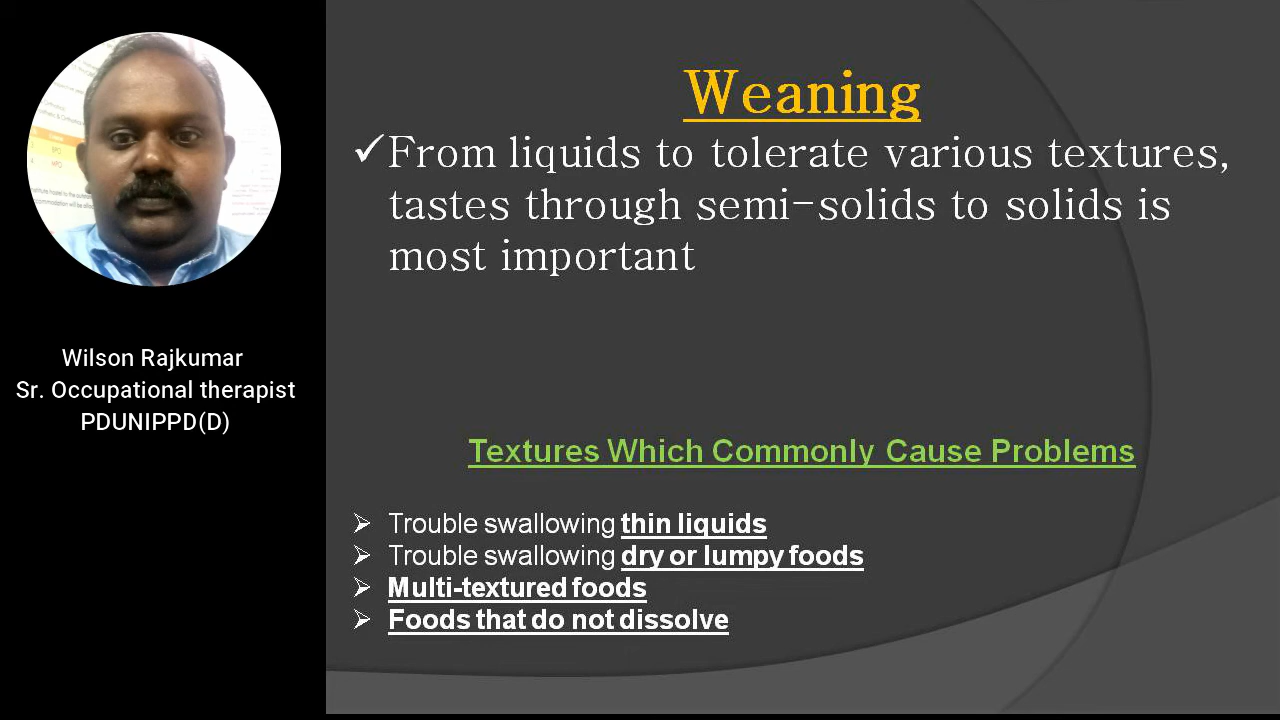 Wilson Rajkumar
Sr. Occupational therapist
PDUNIPPD(D)
Weaning
✓From liquids to tolerate various textures,
tastes through semi-solids to solids is
most important
Textures Which Commonly Cause Problems
➢ Trouble swallowing thin liquids
➢ Trouble swallowing dry or lumpy foods
➢ Multi-textured foods
➢ Foods that do not dissolve